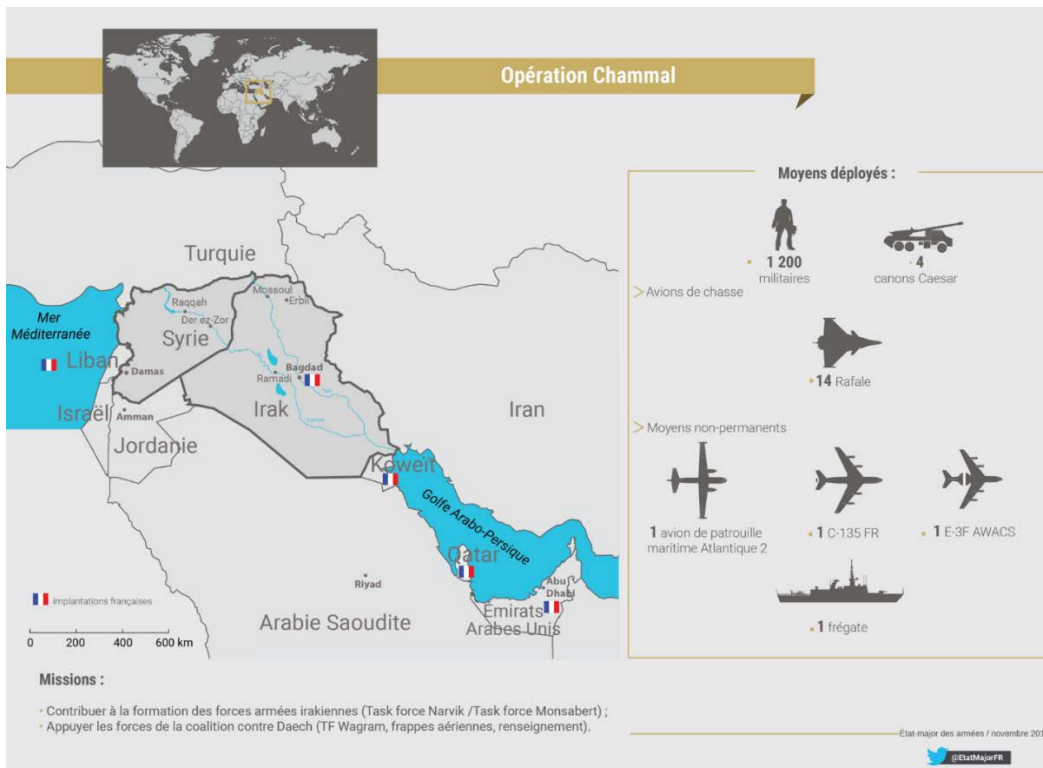 Opération Chammal
Turquie
Mossoul
Erbil
Raqqah
Der ez-Zor
Syrie
Mer
Méditerranée
Liban
Damas
Bagdad
Ramadi
Israël
Amman
Irak
Iran
Jordanie
Koweït
Golfe Arabo-Persique
Qatar
Riyad
Abu
Dhabi
Émirats
Arabes Unis
Arabie Saoudite
implantations françaises
0 200 400 600 km
Moyens déployés :
1 200
militaires
4
canons Caesar
Avions de chasse
14 Rafale
Moyens non-permanents
1 avion de patrouille
maritime Atlantique 2
1 C-135 FR
1 E-3F AWACS
1 frégate
Missions :
• Contribuer à la formation des forces armées irakiennes (Task force Narvik /Task force Monsabert) ;
• Appuyer les forces de la coalition contre Daech (TF Wagram, frappes aériennes, renseignement).
État-major des armées / novembre 201
@EtatMajorFR